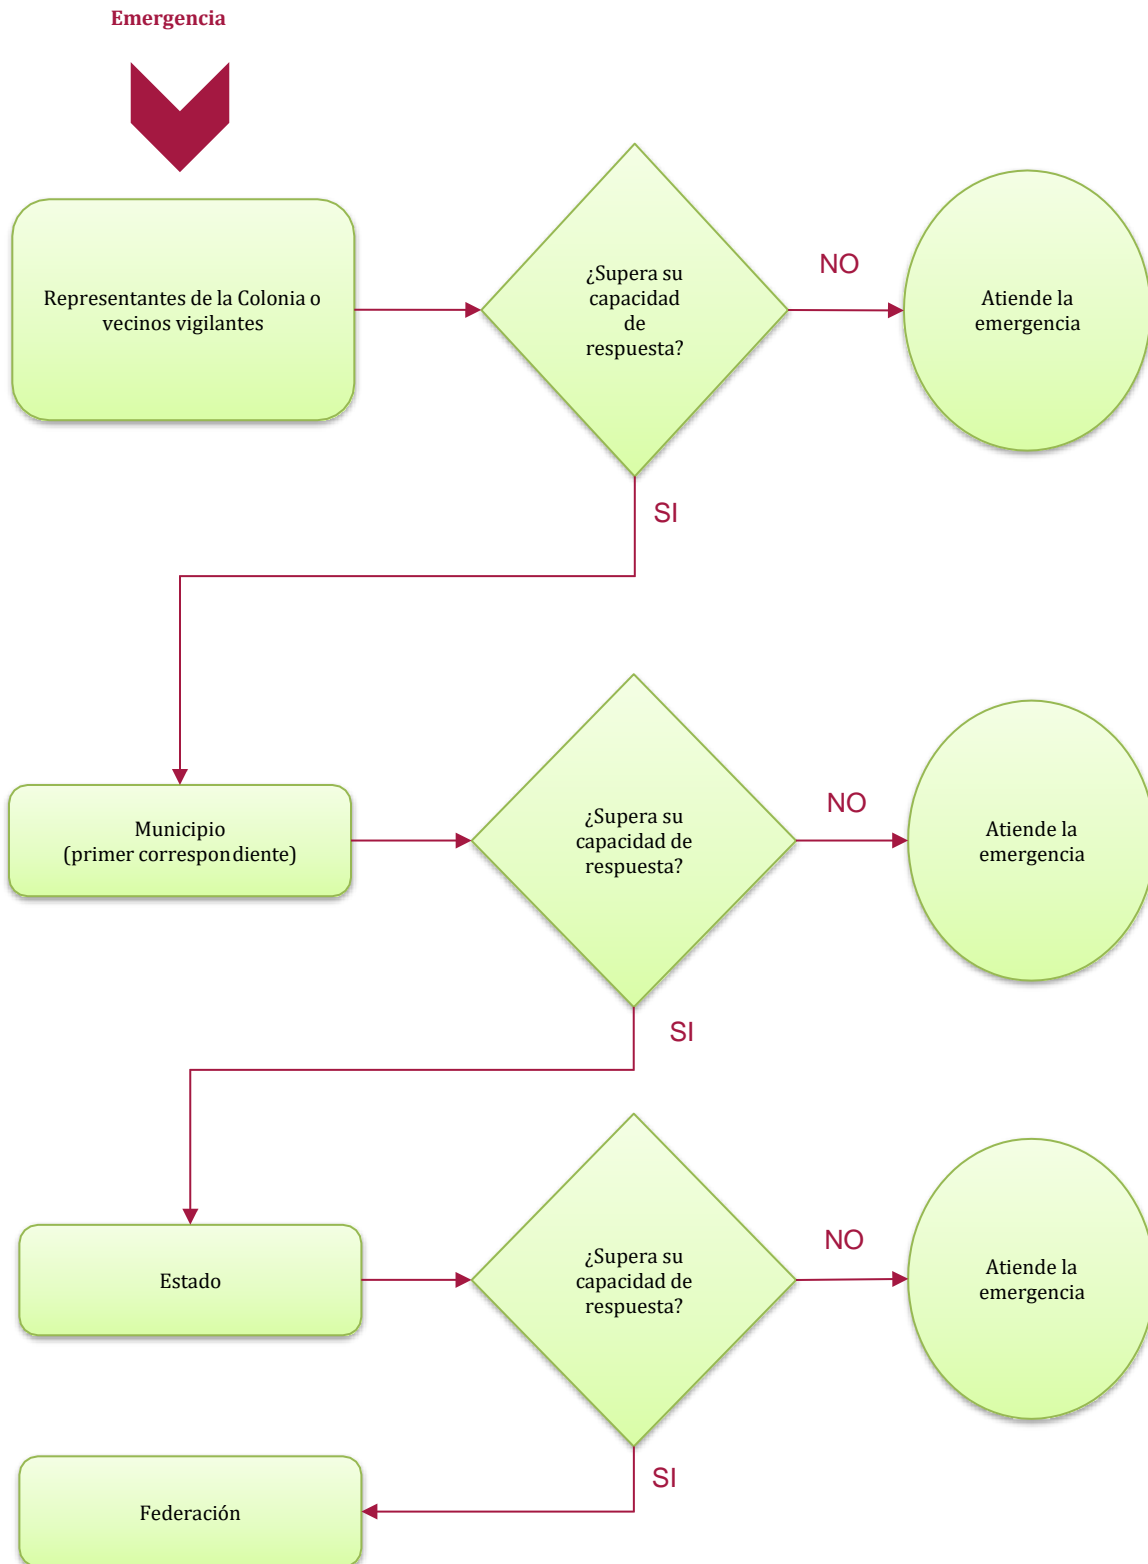 Emergencia
Representantes de la Colonia o
vecinos vigilantes
¿Supera su
capacidad
de
respuesta?
NO
Atiende la
emergencia
SI
Municipio
(primer correspondiente)
¿Supera su
capacidad de
respuesta?
NO
Atiende la
emergencia
SI
Estado
¿Supera su
capacidad de
respuesta?
NO
Atiende la
emergencia
SI
Federación